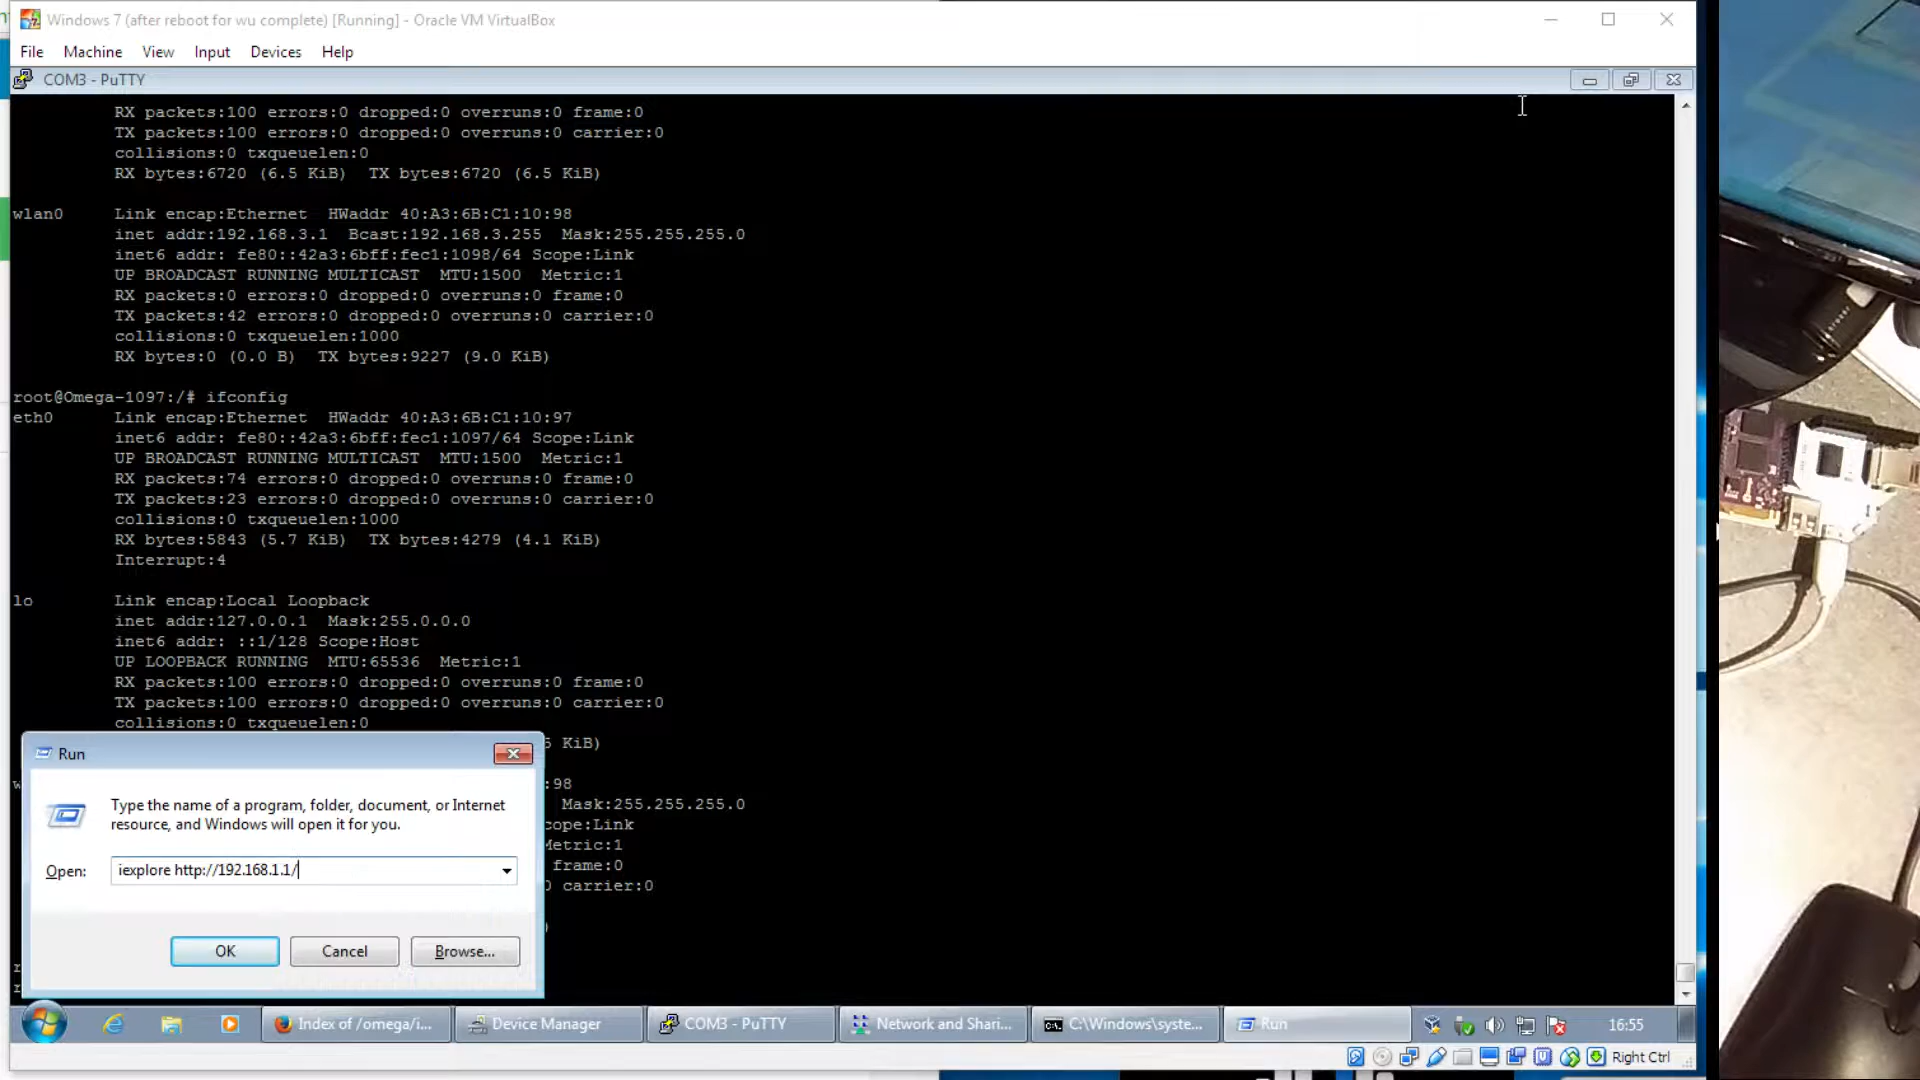 Windows 7 (after reboot for wu complete) [Running] - Oracle VM VirtualBox
File Machine View Input Devices Help
COM3 - PuTTY
RX packets:100 errors:0 dropped:0 overruns:0 frame:0
TX packets:100 errors:0 dropped:0 overruns:0 carrier:0
collisions:0 txqueuelen:0
RX bytes:6720 (6.5 KiB)  TX bytes:6720 (6.5 KiB)
wlan0 Link encap:Ethernet  HWaddr 40:A3:6B:C1:10:98
inet addr:192.168.3.1  Bcast:192.168.3.255  Mask:255.255.255.0
inet6 addr: fe80::42a3:6bff:fec1:1098/64 Scope:Link
UP BROADCAST RUNNING MULTICAST  MTU:1500  Metric:1
RX packets:0 errors:0 dropped:0 overruns:0 frame:0
TX packets:42 errors:0 dropped:0 overruns:0 carrier:0
collisions:0 txqueuelen:1000
RX bytes:0 (0.0 B)  TX bytes:9227 (9.0 KiB)
root@Omega-1097:/# ifconfig
eth0 Link encap:Ethernet  HWaddr 40:A3:6B:C1:10:97
inet6 addr: fe80::42a3:6bff:fec1:1097/64 Scope:Link
UP BROADCAST RUNNING MULTICAST  MTU:1500  Metric:1
RX packets:74 errors:0 dropped:0 overruns:0 frame:0
TX packets:23 errors:0 dropped:0 overruns:0 carrier:0
collisions:0 txqueuelen:1000
RX bytes:5843 (5.7 KiB)  TX bytes:4279 (4.1 KiB)
Interrupt:4
lo Link encap:Local Loopback
inet addr:127.0.0.1  Mask:255.0.0.0
inet6 addr: ::1/128 Scope:Host
UP LOOPBACK RUNNING  MTU:65536  Metric:1
RX packets:100 errors:0 dropped:0 overruns:0 frame:0
TX packets:100 errors:0 dropped:0 overruns:0 carrier:0
collisions:0 txqueuelen:0
KiB)
:98
Mask:255.255.255.0
cope:Link
etric:1
frame:0
carrier:0
Run
Type the name of a program, folder, document, or Internet
resource, and Windows will open it for you.
Open: iexplore http://192.168.1.1/
OK Cancel Browse...
Index of /omega/i... Device Manager COM3 - PuTTY Network and Shari... C:\Windows\syste... Run 16:55
Right Ctrl